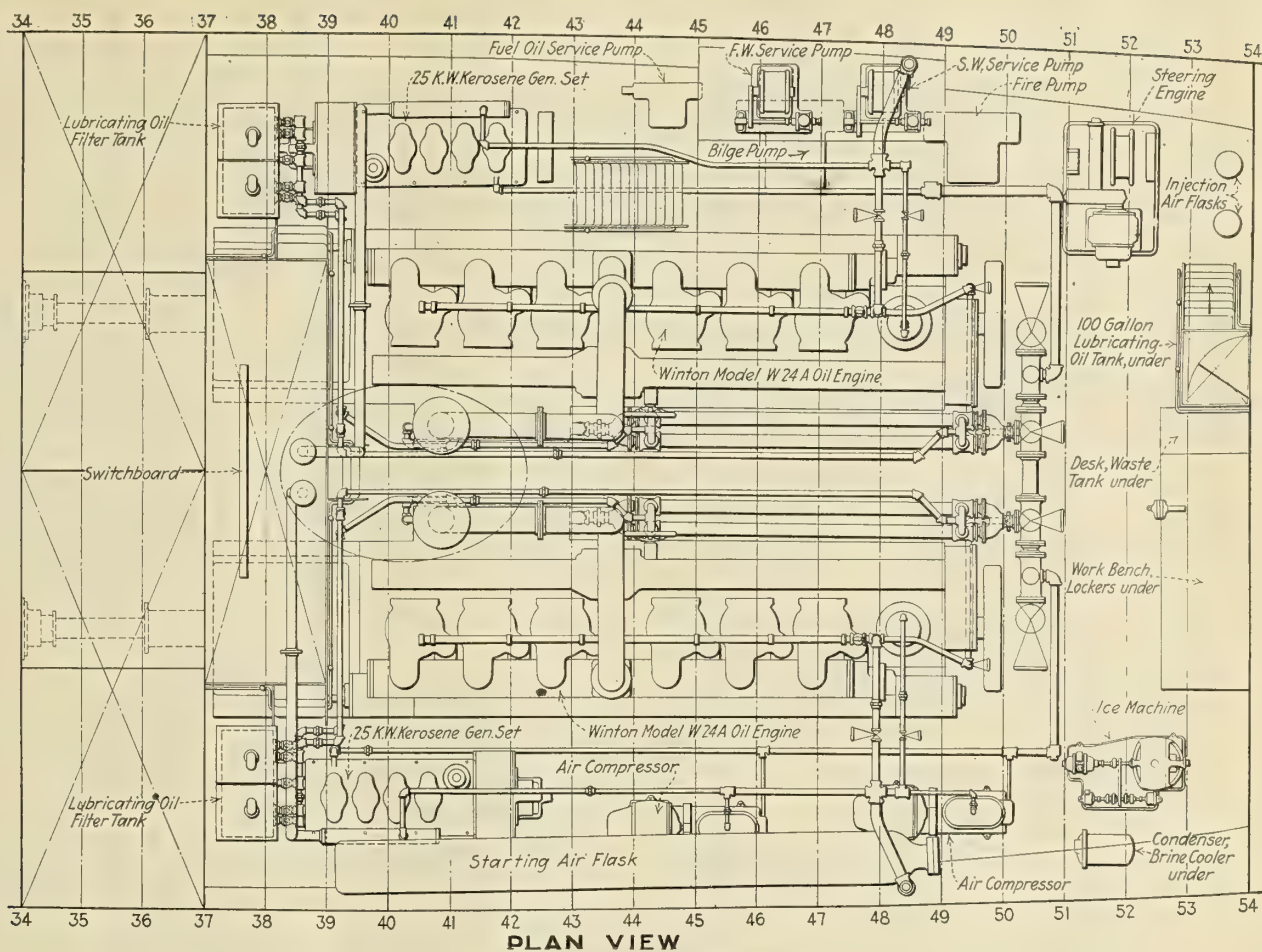 34 35 36 37 38 39 40 41 42 43 44 45 46 47 48 49 50 51 52 53 54
Fuel Oil Service Pump
F.W. Service Pump
S.W. Service Pump
Fire Pump
25 K.W. Kerosene Gen. Set
Steering
Engine
Lubricating Oil
Filter Tank
Bilge Pump
Injection
Air Flasks
100 Gallon
Lubricating
Oil Tank, under
Winton Model W 24 A Oil Engine
Switchboard
Desk, Waste
Tank under
Work Bench,
Lockers under
Ice Machine
25 K.W. Kerosene Gen. Set
Winton Model W 24 A Oil Engine
Air Compressor
Lubricating Oil
Filter Tank
Starting Air Flask
Condenser,
Brine Cooler
under
Air Compressor
34 35 36 37 38 39 40 41 42 43 44 45 46 47 48 49 50 51 52 53 54
PLAN VIEW